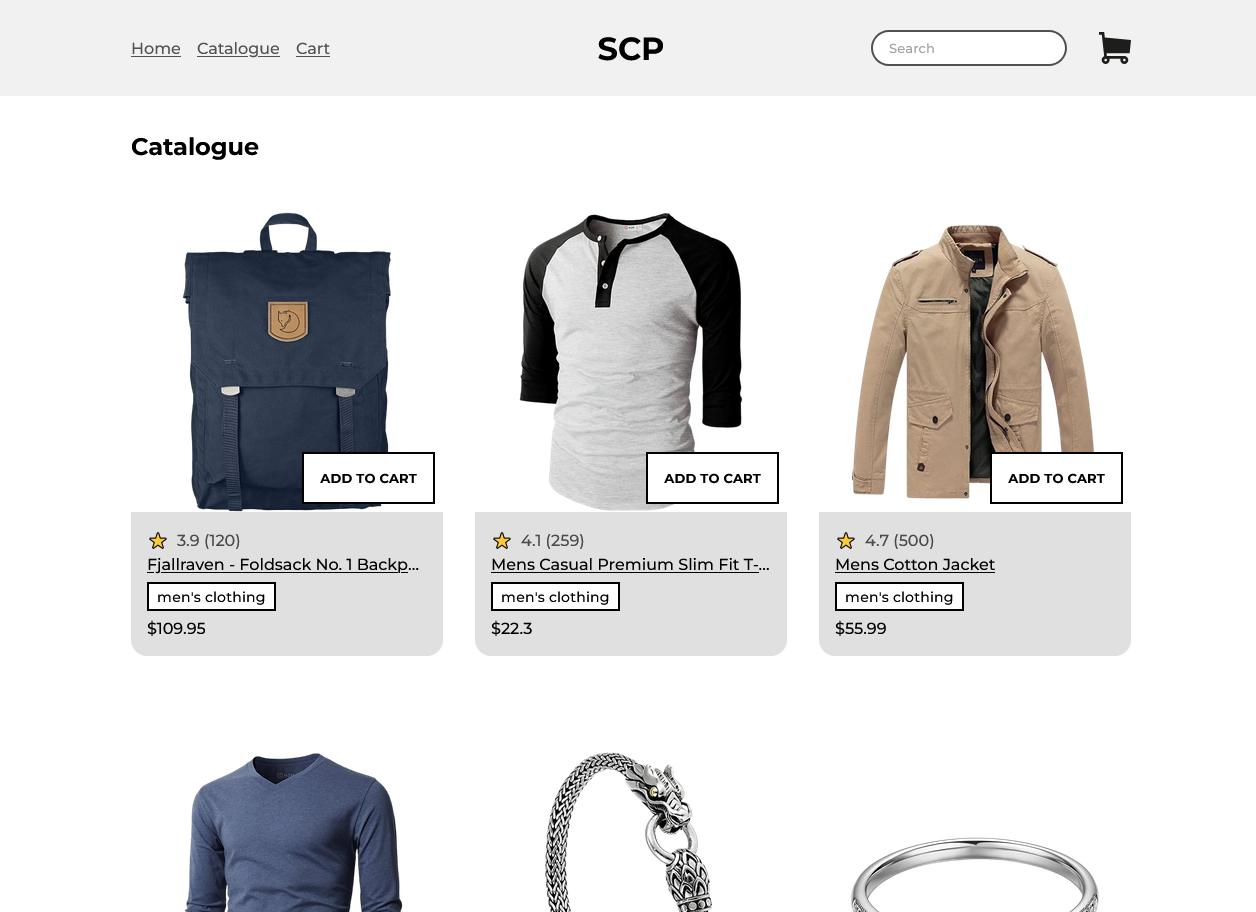 Home Catalogue Cart SCP Search
Catalogue
ADD TO CART ADD TO CART ADD TO CART
3.9 (120) 4.1 (259) 4.7 (500)
Fjallraven - Foldsack No. 1 Backp... Mens Casual Premium Slim Fit T-... Mens Cotton Jacket
men's clothing men's clothing men's clothing
$109.95 $22.3 $55.99